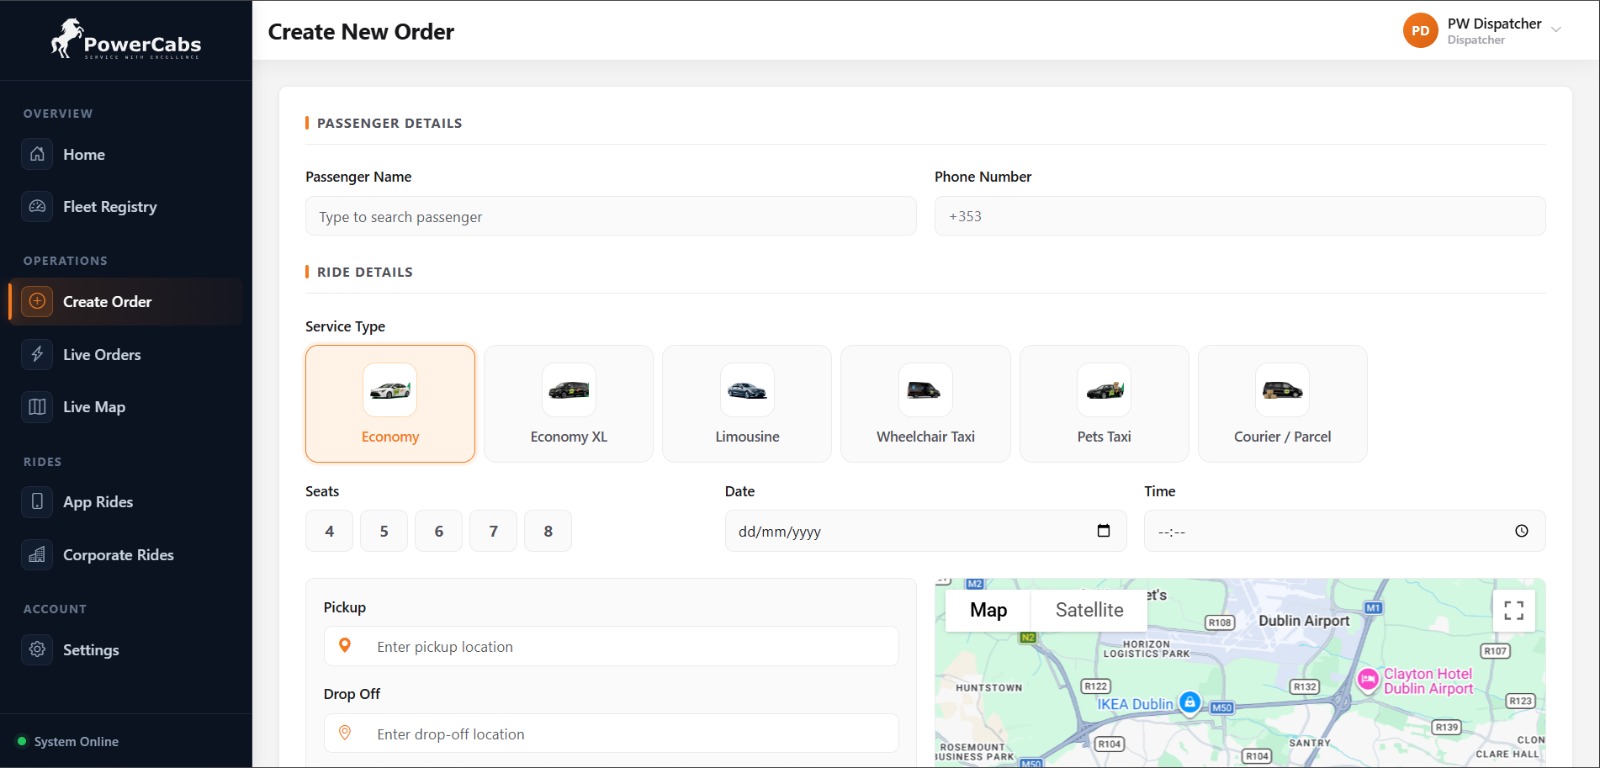 PowerCabs
SERVICE WITH EXCELLENCE
Create New Order
PD
PW Dispatcher
Dispatcher
OVERVIEW
Home
Fleet Registry
OPERATIONS
Create Order
Live Orders
Live Map
RIDES
App Rides
Corporate Rides
ACCOUNT
Settings
System Online
PASSENGER DETAILS
Passenger Name
Phone Number
Type to search passenger
+353
RIDE DETAILS
Service Type
Economy
Economy XL
Limousine
Wheelchair Taxi
Pets Taxi
Courier / Parcel
Seats
Date
Time
4 5 6 7 8
dd/mm/yyyy
--:--
Pickup
Enter pickup location
Drop Off
Enter drop-off location
Map
Satellite
M2
et's
R108
Dublin Airport
M1
N2
HORIZON
LOGISTICS PARK
R107
HUNTSTOWN
R122
R132
Clayton Hotel
Dublin Airport
IKEA Dublin
M50
R123
R139
ROSEMOUNT
BUSINESS PARK
R104
SANTRY
R104
CLON
CLARE HALL
M50